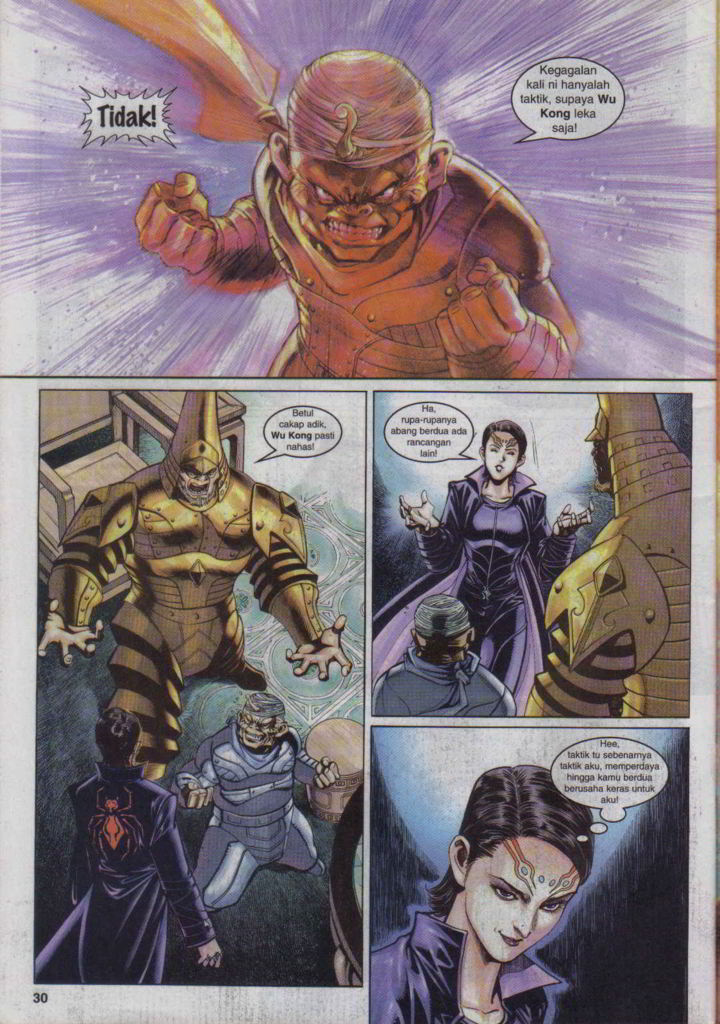 Tidak!
Kegagalan
kali ni hanyalah
taktik, supaya Wu
Kong leka
saja!
Betul
cakap adik,
Wu Kong pasti
nahas!
Ha,
rupa-rupanya
abang berdua ada
rancangan
lain!
Hee,
taktik tu sebenarnya
taktik aku, memperdaya
hingga kamu berdua
berusaha keras untuk
aku!
30